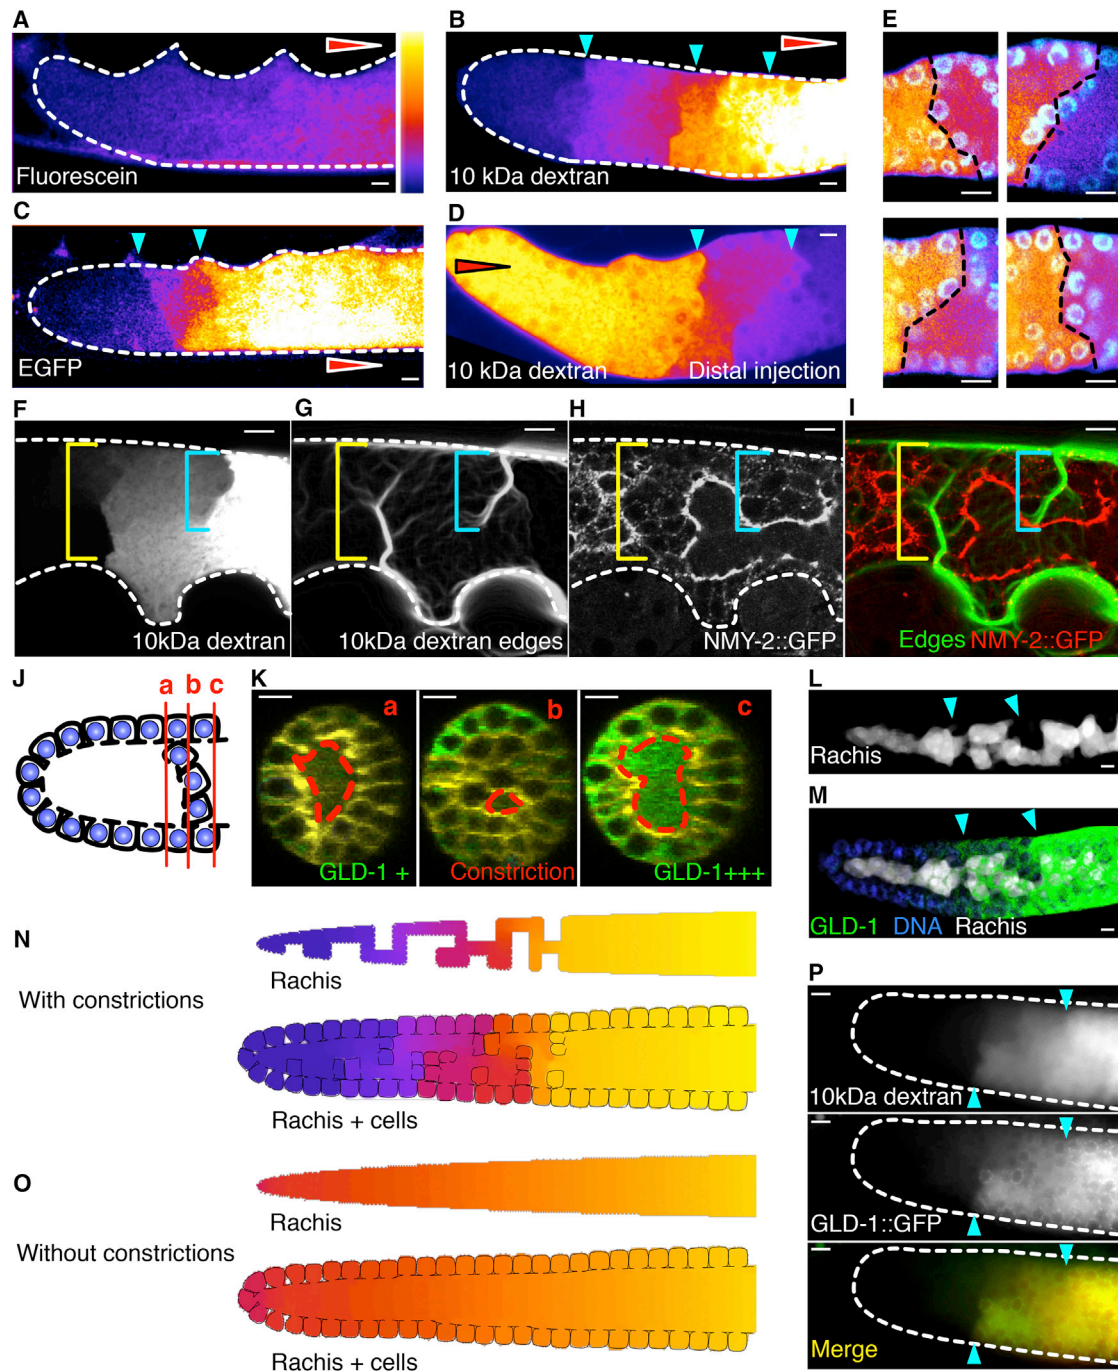 A
B
E
Fluorescein
10 kDa dextran
C
D
EGFP
10 kDa dextran
Distal injection
F
G
H
I
10kDa dextran
10kDa dextran edges
NMY-2::GFP
Edges NMY-2::GFP
J
a b c
K
a
b
c
GLD-1 +
Constriction
GLD-1+++
L
Rachis
M
GLD-1 DNA Rachis
N
With constrictions
Rachis
Rachis + cells
O
Without constrictions
Rachis
Rachis + cells
P
10kDa dextran
GLD-1::GFP
Merge